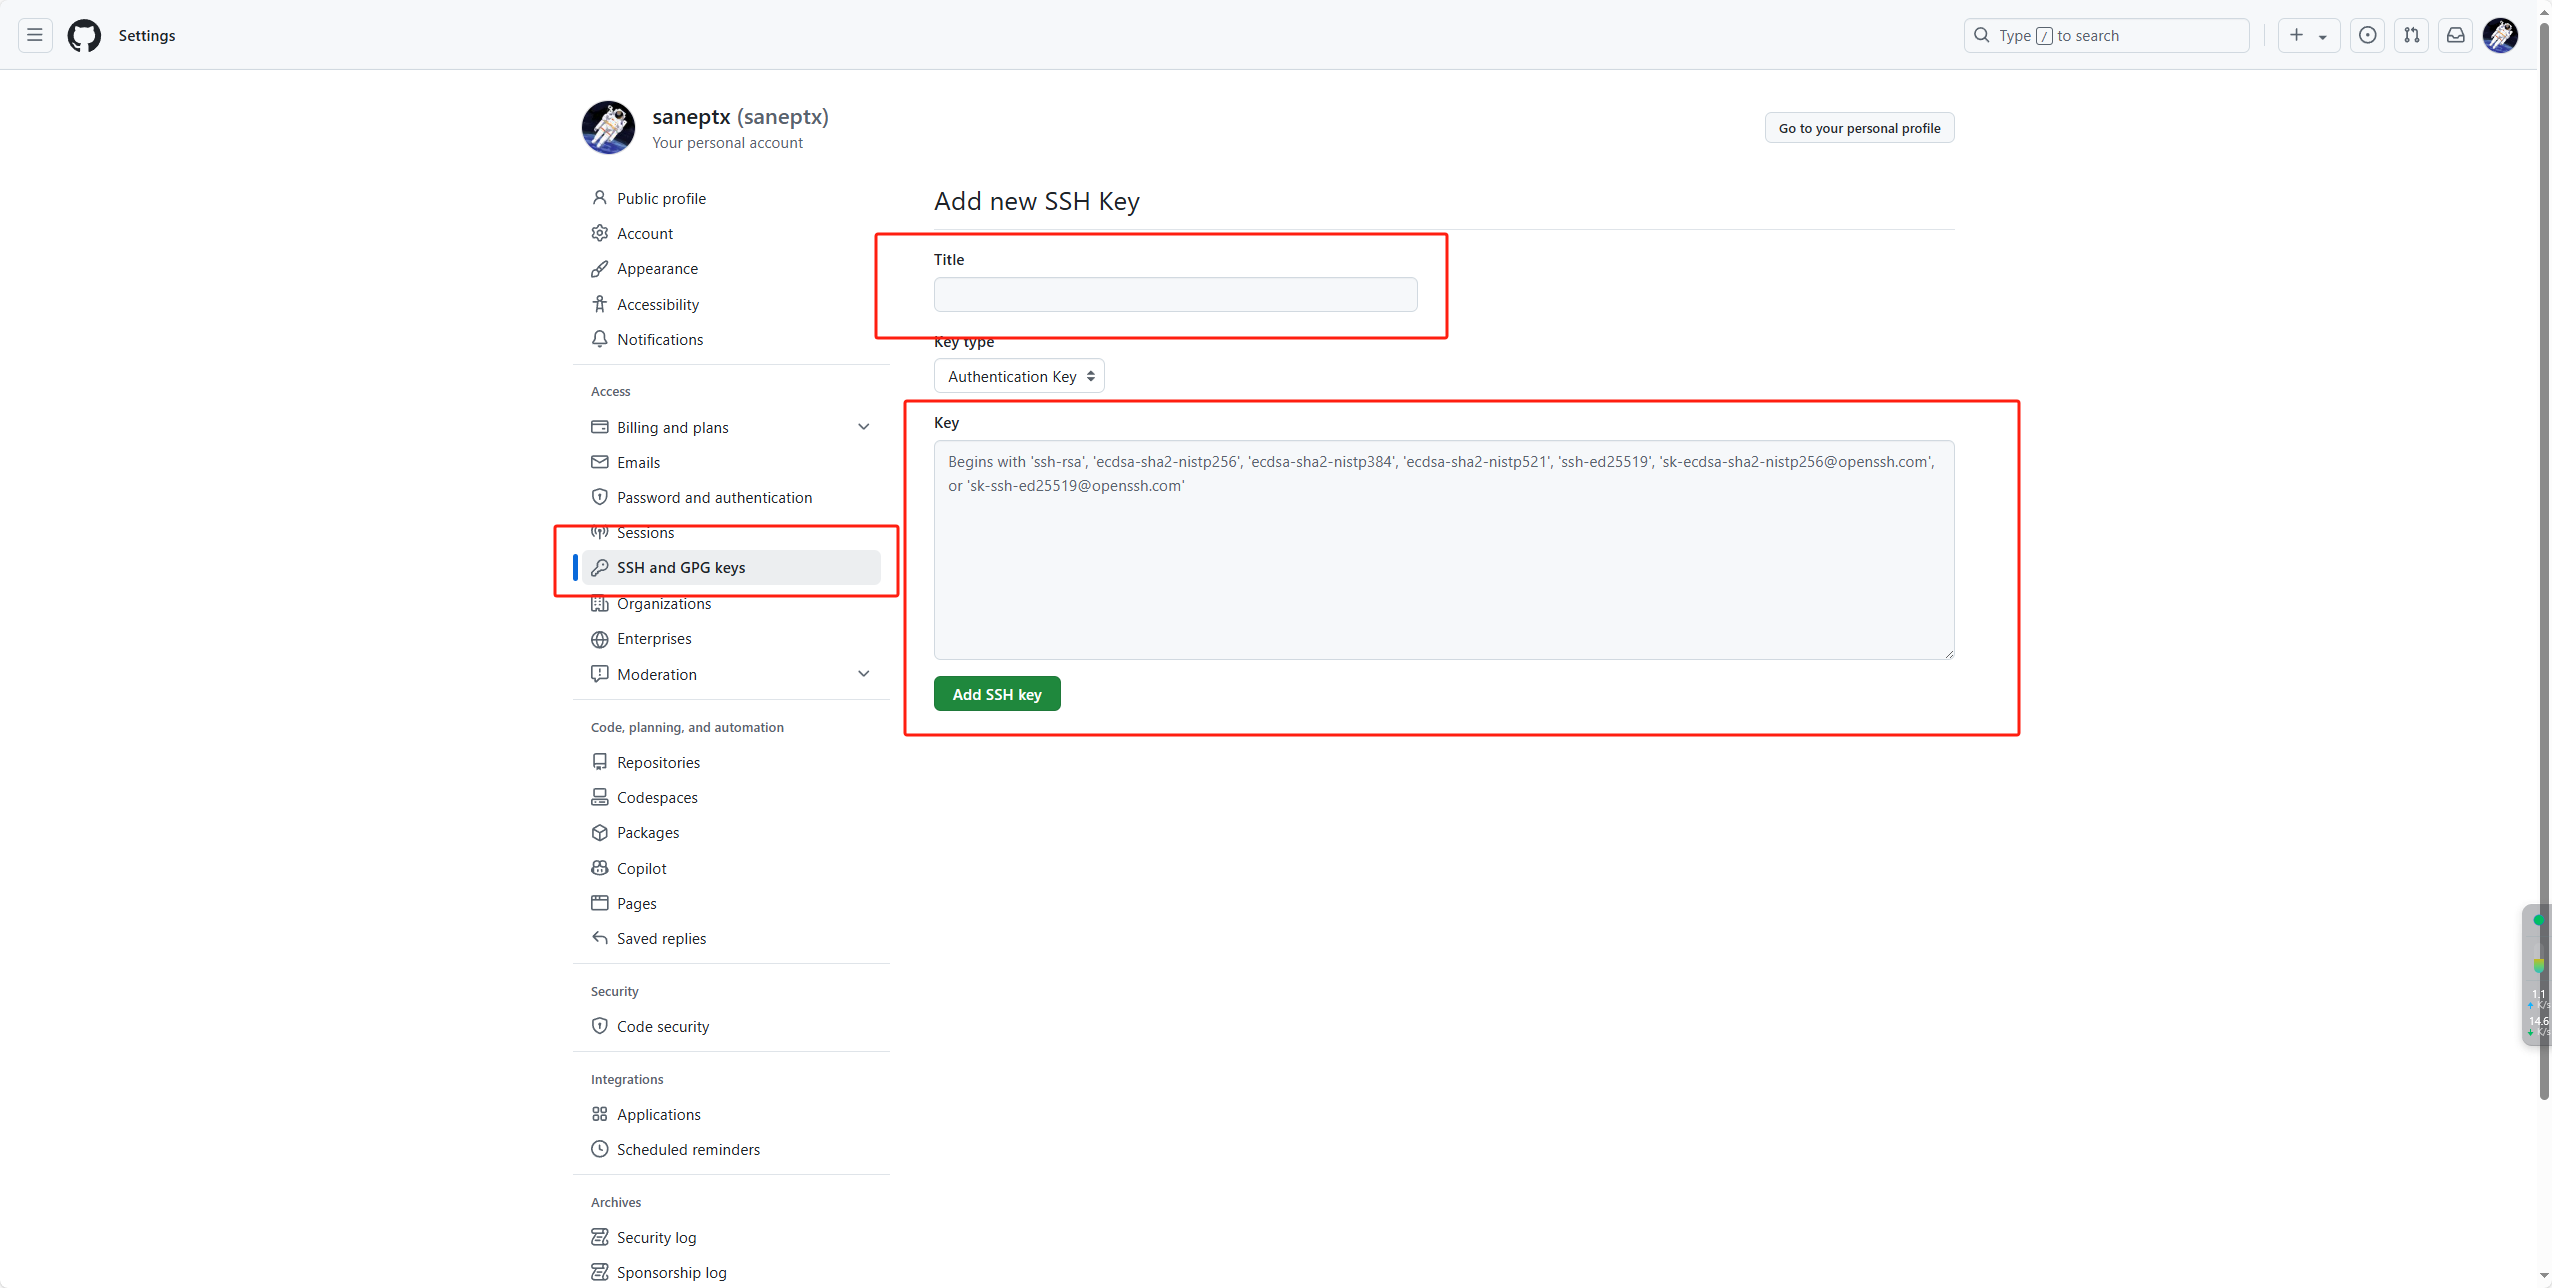 Settings
Type / to search
saneptx (saneptx)
Your personal account
Go to your personal profile
Public profile
Account
Appearance
Accessibility
Notifications
Access
Billing and plans
Emails
Password and authentication
Sessions
SSH and GPG keys
Organizations
Enterprises
Moderation
Code, planning, and automation
Repositories
Codespaces
Packages
Copilot
Pages
Saved replies
Security
Code security
Integrations
Applications
Scheduled reminders
Archives
Security log
Sponsorship log
Add new SSH Key
Title
Key type
Authentication Key
Key
Begins with 'ssh-rsa', 'ecdsa-sha2-nistp256', 'ecdsa-sha2-nistp384', 'ecdsa-sha2-nistp521', 'ssh-ed25519', 'sk-ecdsa-sha2-nistp256@openssh.com',
or 'sk-ssh-ed25519@openssh.com'
Add SSH key
1.1
K/s
14.6
K/s